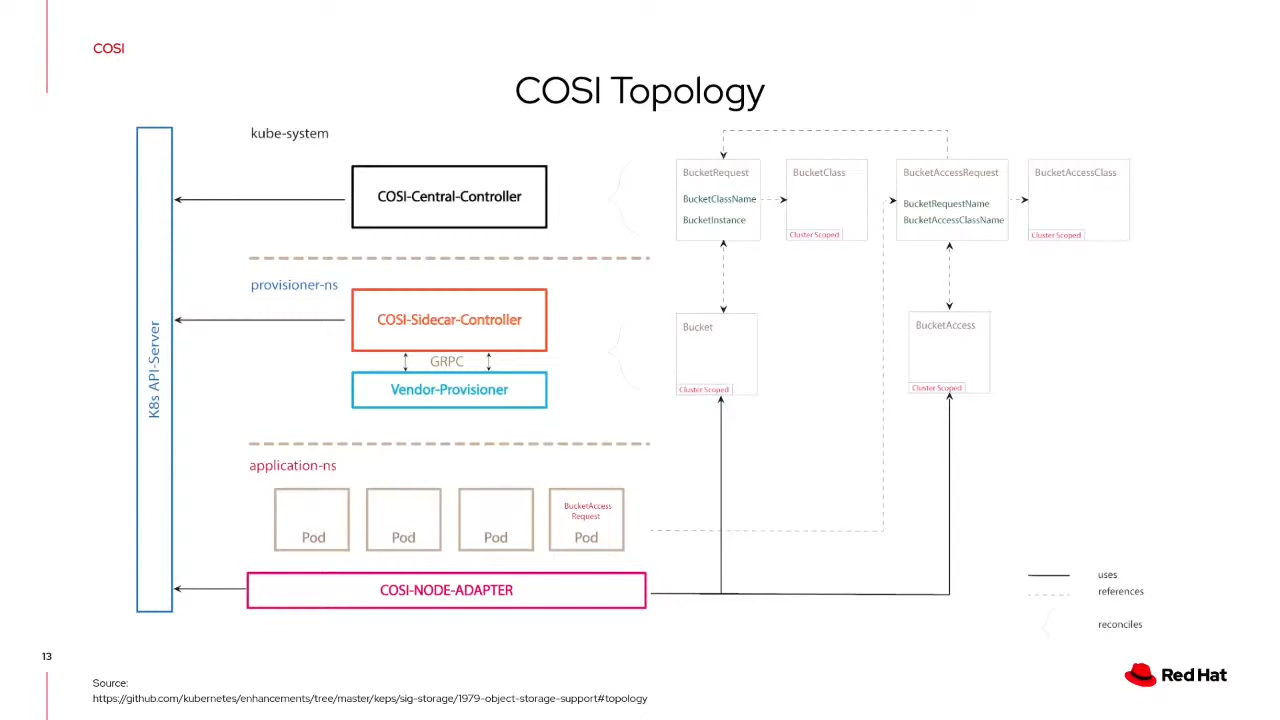 COSI
COSI Topology
kube-system
K8s API-Server
COSI-Central-Controller
provisioner-ns
COSI-Sidecar-Controller
GRPC
Vendor-Provisioner
application-ns
Pod
Pod
Pod
BucketAccess
Request
Pod
COSI-NODE-ADAPTER
BucketRequest
BucketClassName
BucketInstance
BucketClass
Cluster Scoped
BucketAccessRequest
BucketRequestName
BucketAccessClassName
BucketAccessClass
Cluster Scoped
Bucket
Cluster Scoped
BucketAccess
Cluster Scoped
uses
references
reconciles
13
Source:
https://github.com/kubernetes/enhancements/tree/master/keps/sig-storage/1979-object-storage-support#topology
Red Hat